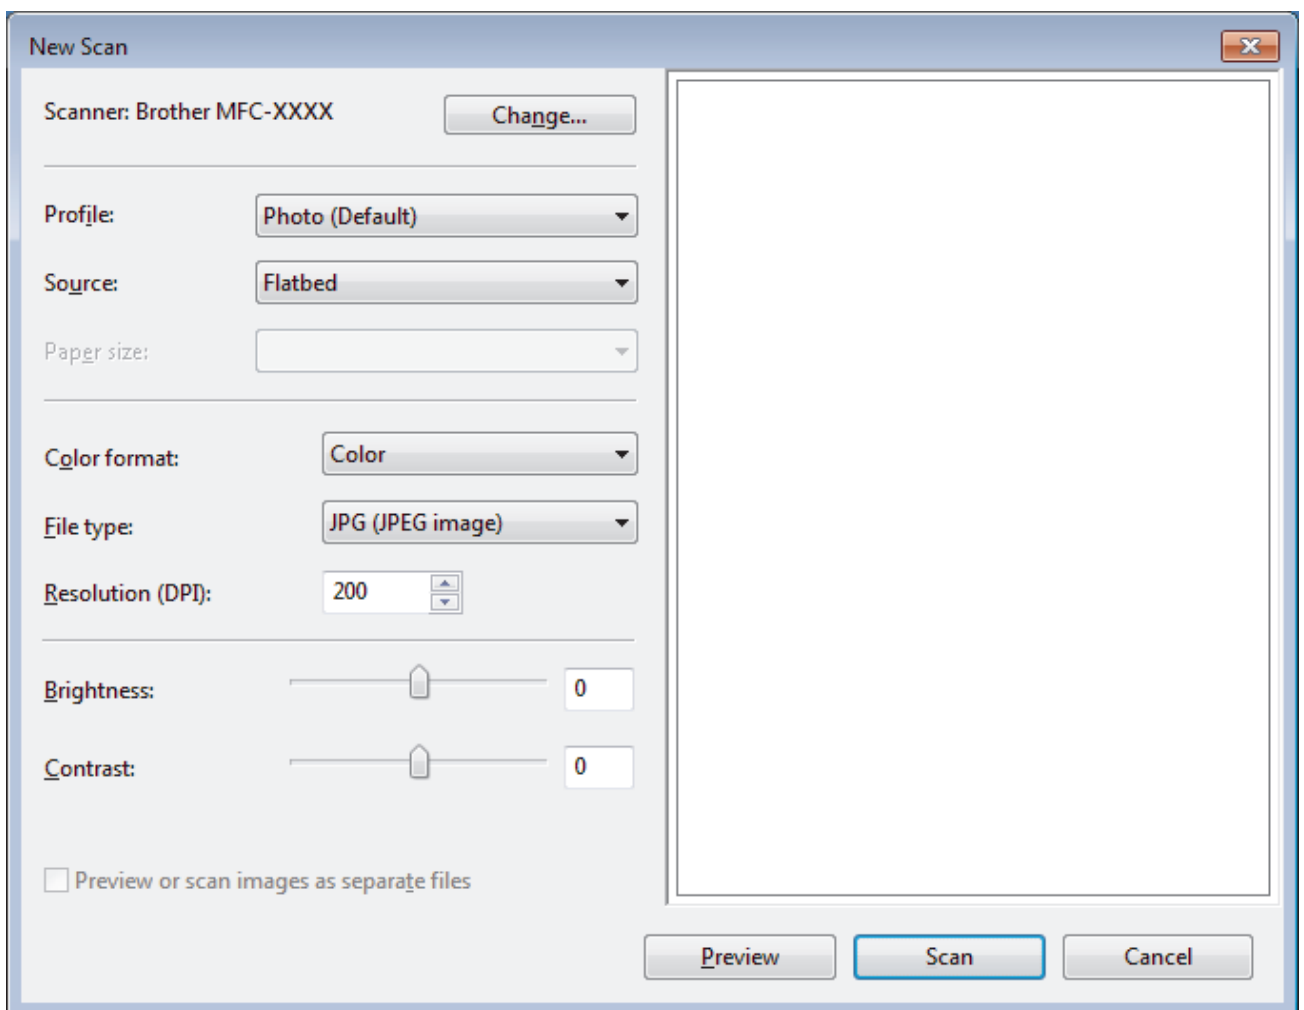 New Scan
Scanner: Brother MFC-XXXX
Change...
Profile:
Photo (Default)
Source:
Flatbed
Paper size:
Color format:
Color
File type:
JPG (JPEG image)
Resolution (DPI):
200
Brightness:
0
Contrast:
0
Preview or scan images as separate files
Preview
Scan
Cancel